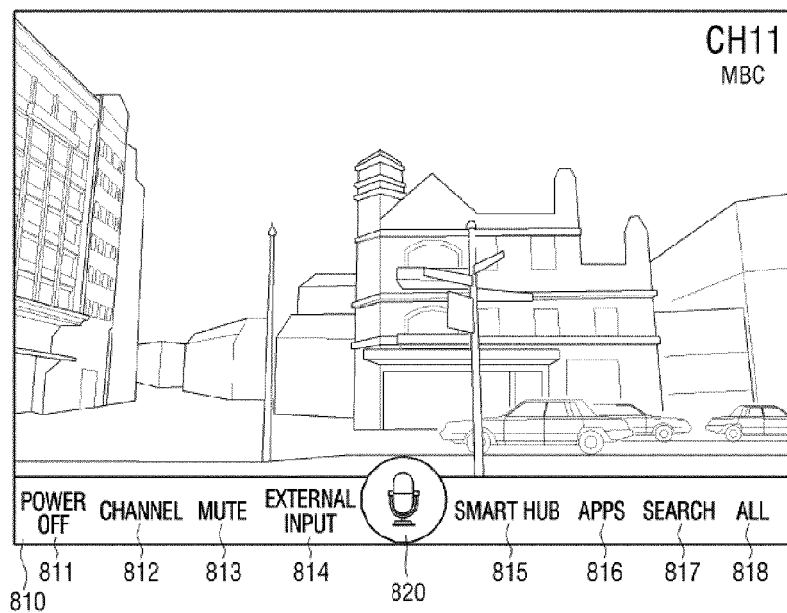 CH11
MBC
POWER OFF
CHANNEL
MUTE
EXTERNAL INPUT
SMART HUB
APPS
SEARCH
ALL
811
812
813
814
820
815
816
817
818
810